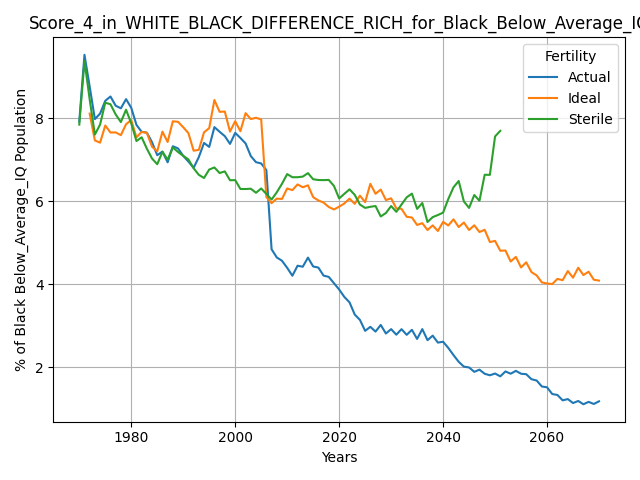 Score_4_in_WHITE_BLACK_DIFFERENCE_RICH_for_Black_Below_Average_IQ
Fertility
Actual
Ideal
Sterile
% of Black Below_Average_IQ Population
8
6
4
2
1980 2000 2020 2040 2060
Years